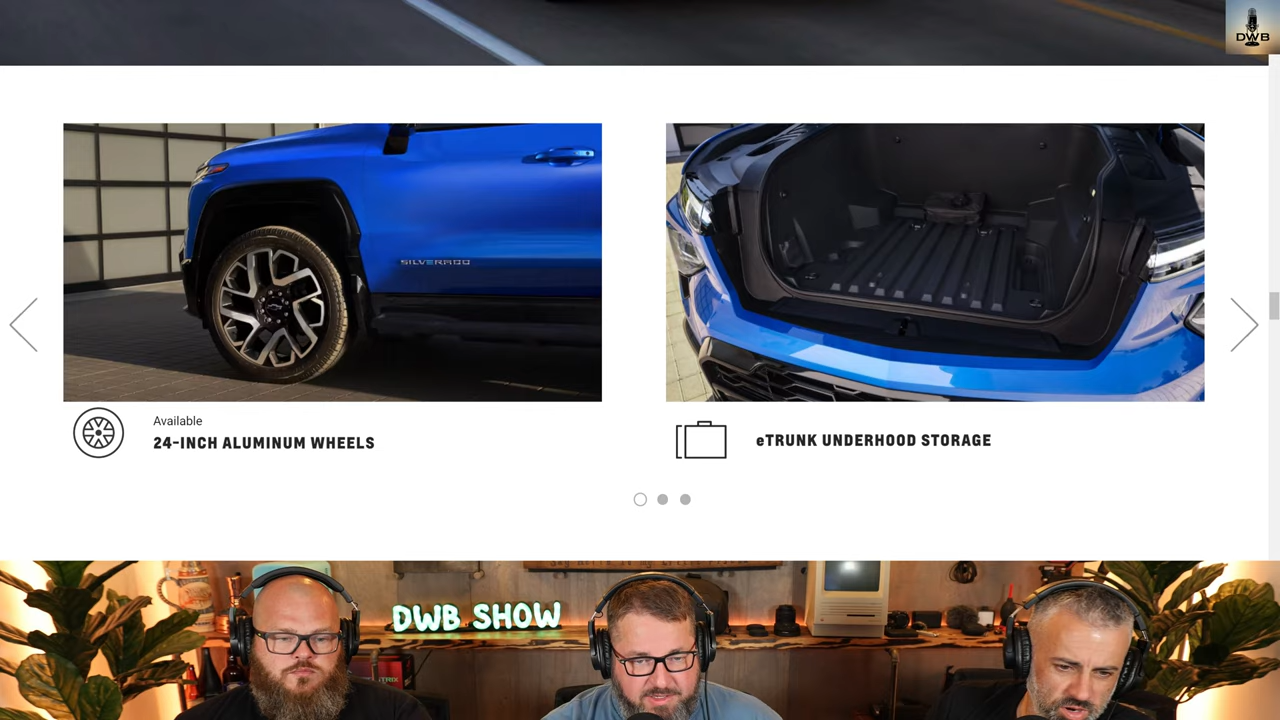 DWB
SILVERADO
Available
24-INCH ALUMINUM WHEELS
eTRUNK UNDERHOOD STORAGE
DWB SHOW